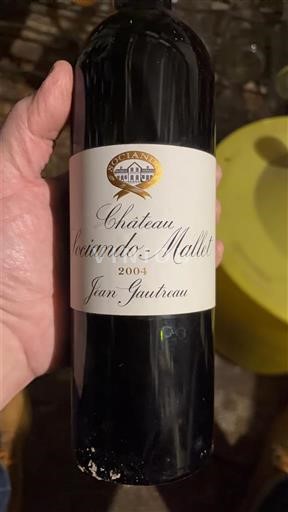 SOCIANDO
Château
Sociando-Mallet
2004
Jean Gautreau